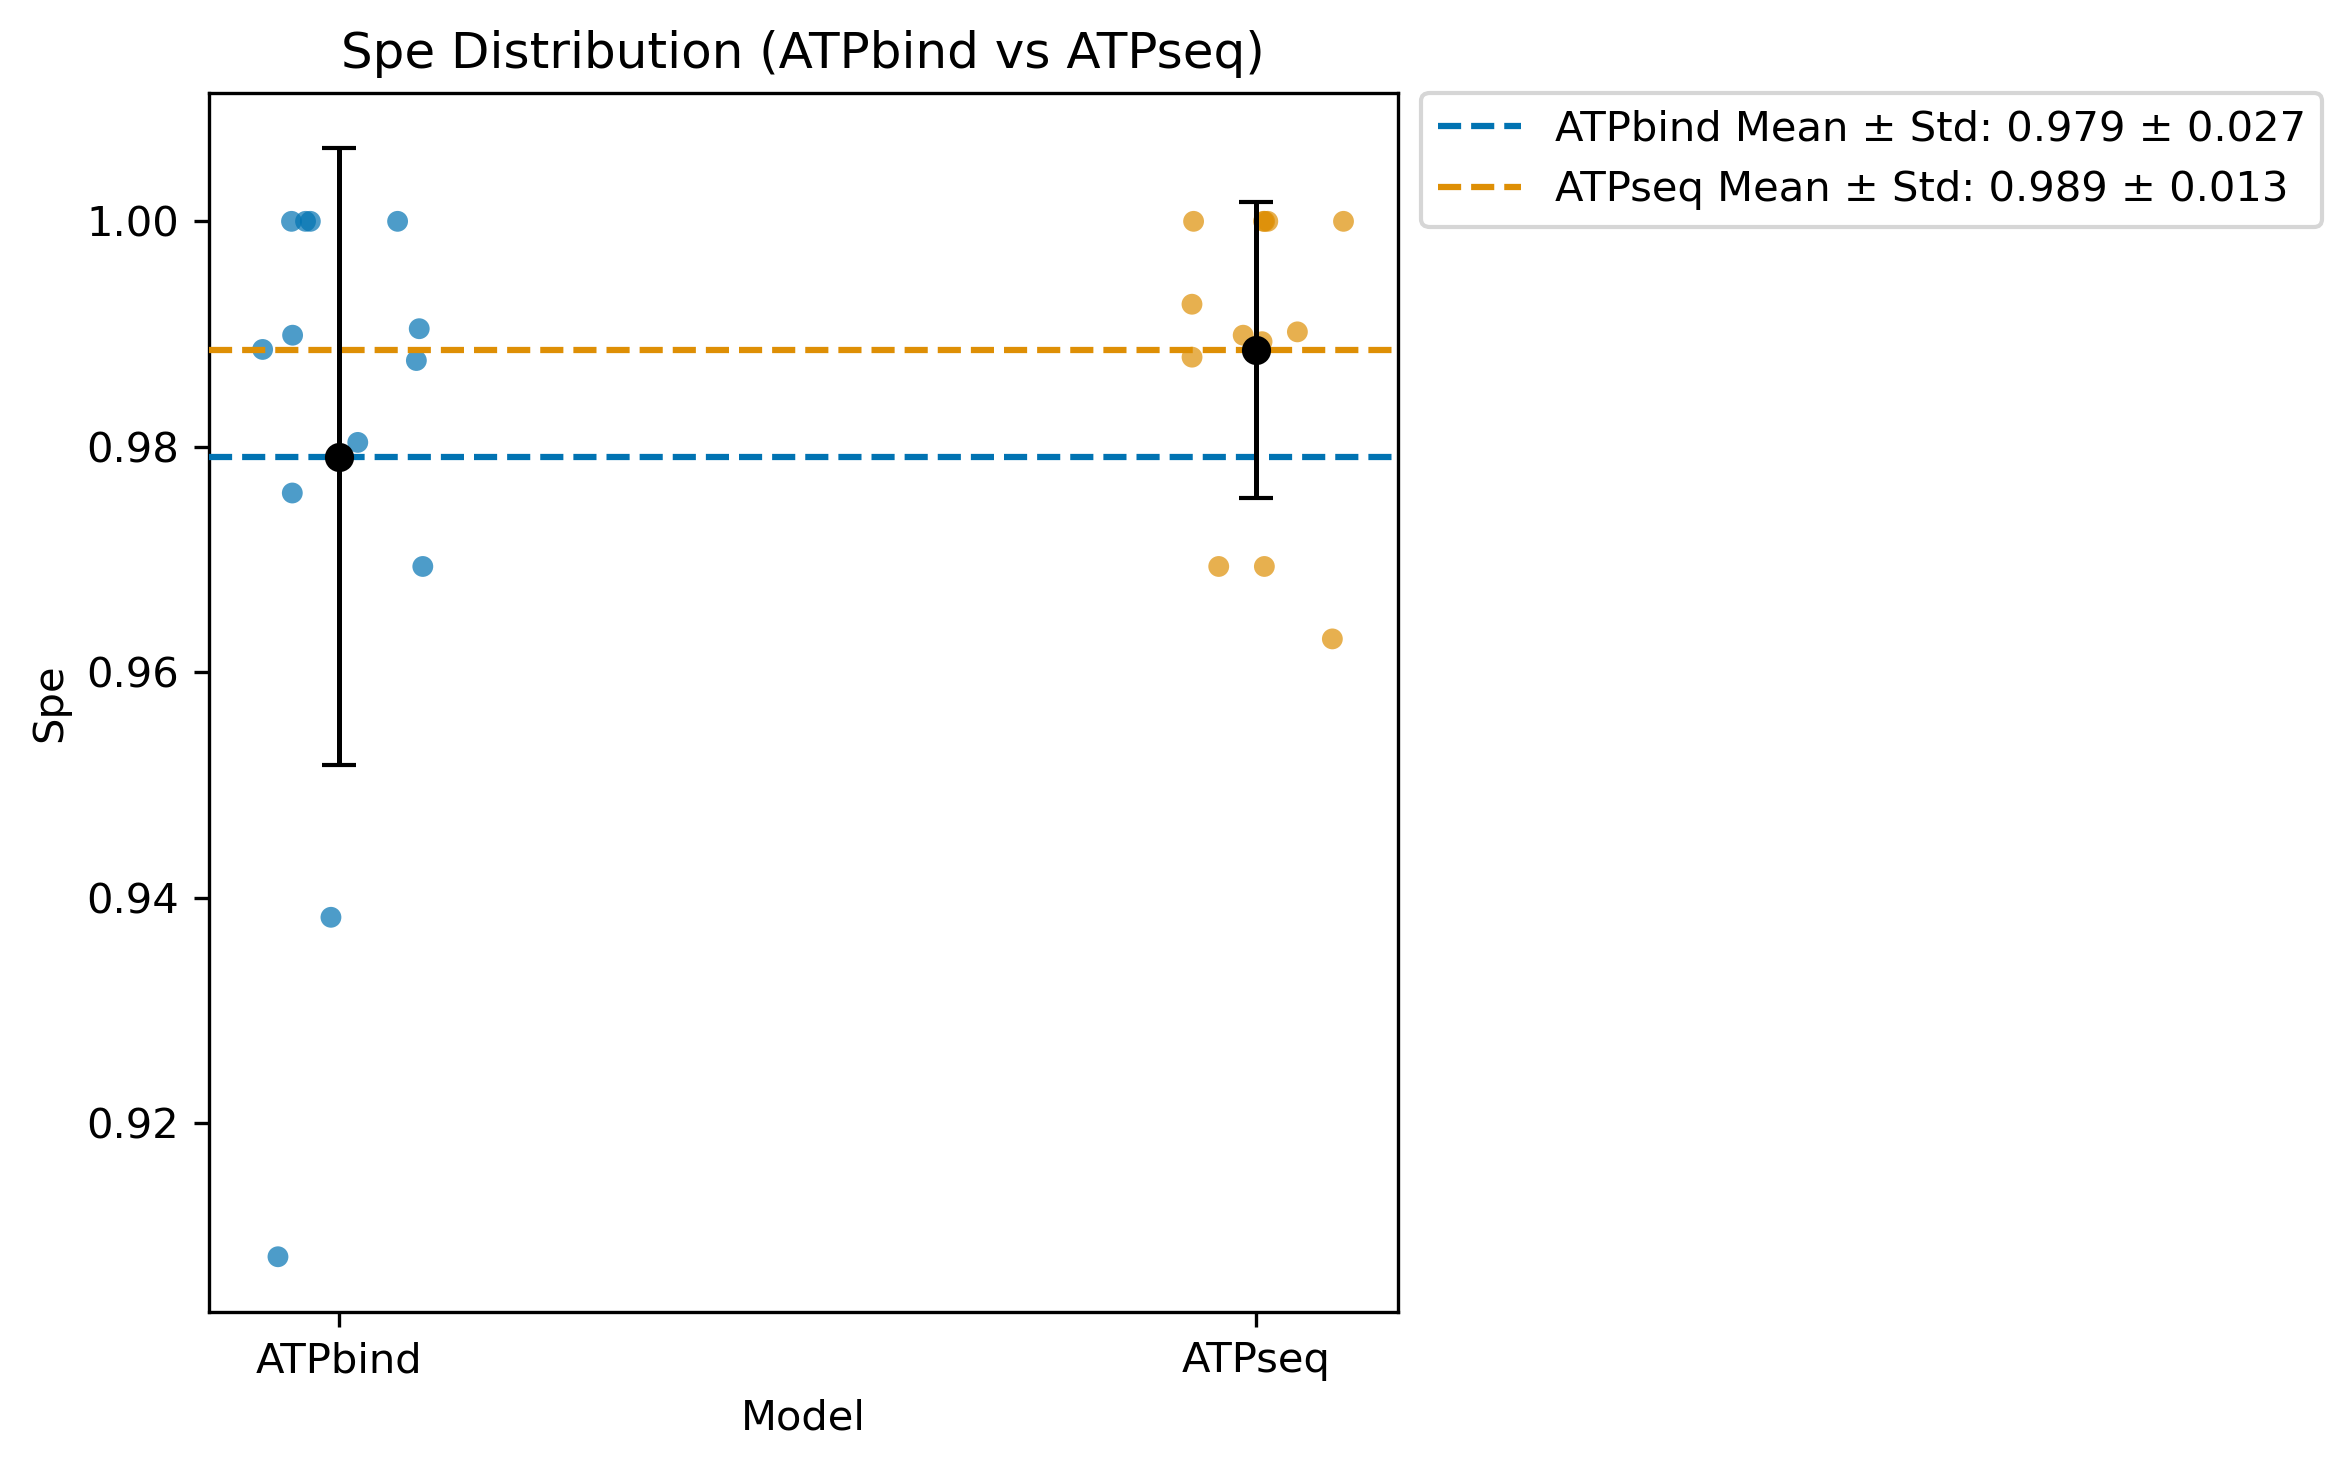 Spe Distribution (ATPbind vs ATPseq)
ATPbind Mean ± Std: 0.979 ± 0.027
ATPseq Mean ± Std: 0.989 ± 0.013
1.00
0.98
0.96
0.94
0.92
Spe
ATPbind
ATPseq
Model